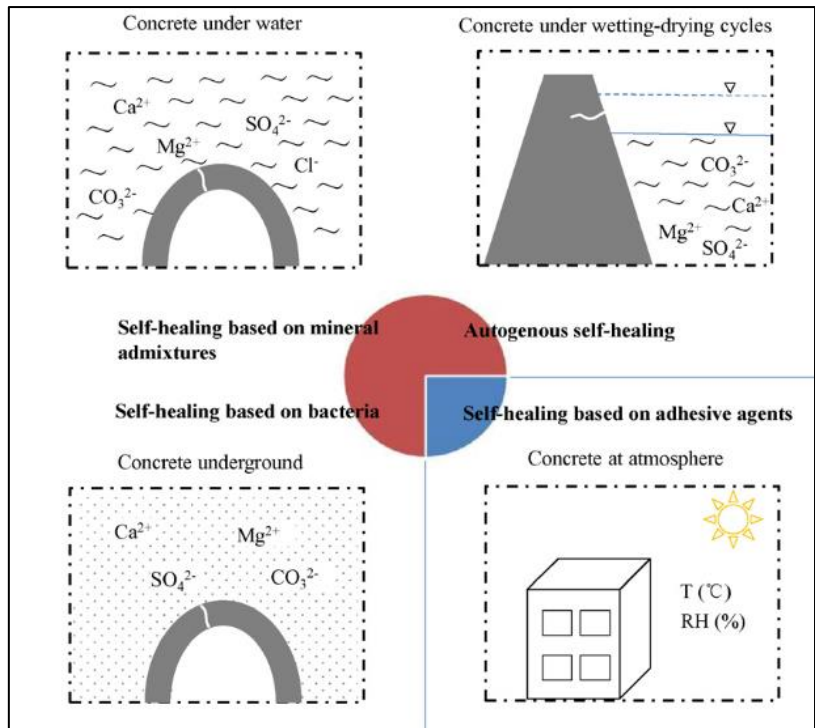 Concrete under water
Ca²⁺
SO₄²⁻
Mg²⁺
Cl⁻
CO₃²⁻
Concrete under wetting-drying cycles
CO₃²⁻
Ca²⁺
Mg²⁺
SO₄²⁻
Self-healing based on mineral
admixtures
Autogenous self-healing
Self-healing based on bacteria
Self-healing based on adhesive agents
Concrete underground
Ca²⁺
Mg²⁺
SO₄²⁻
CO₃²⁻
Concrete at atmosphere
T (℃)
RH (%)